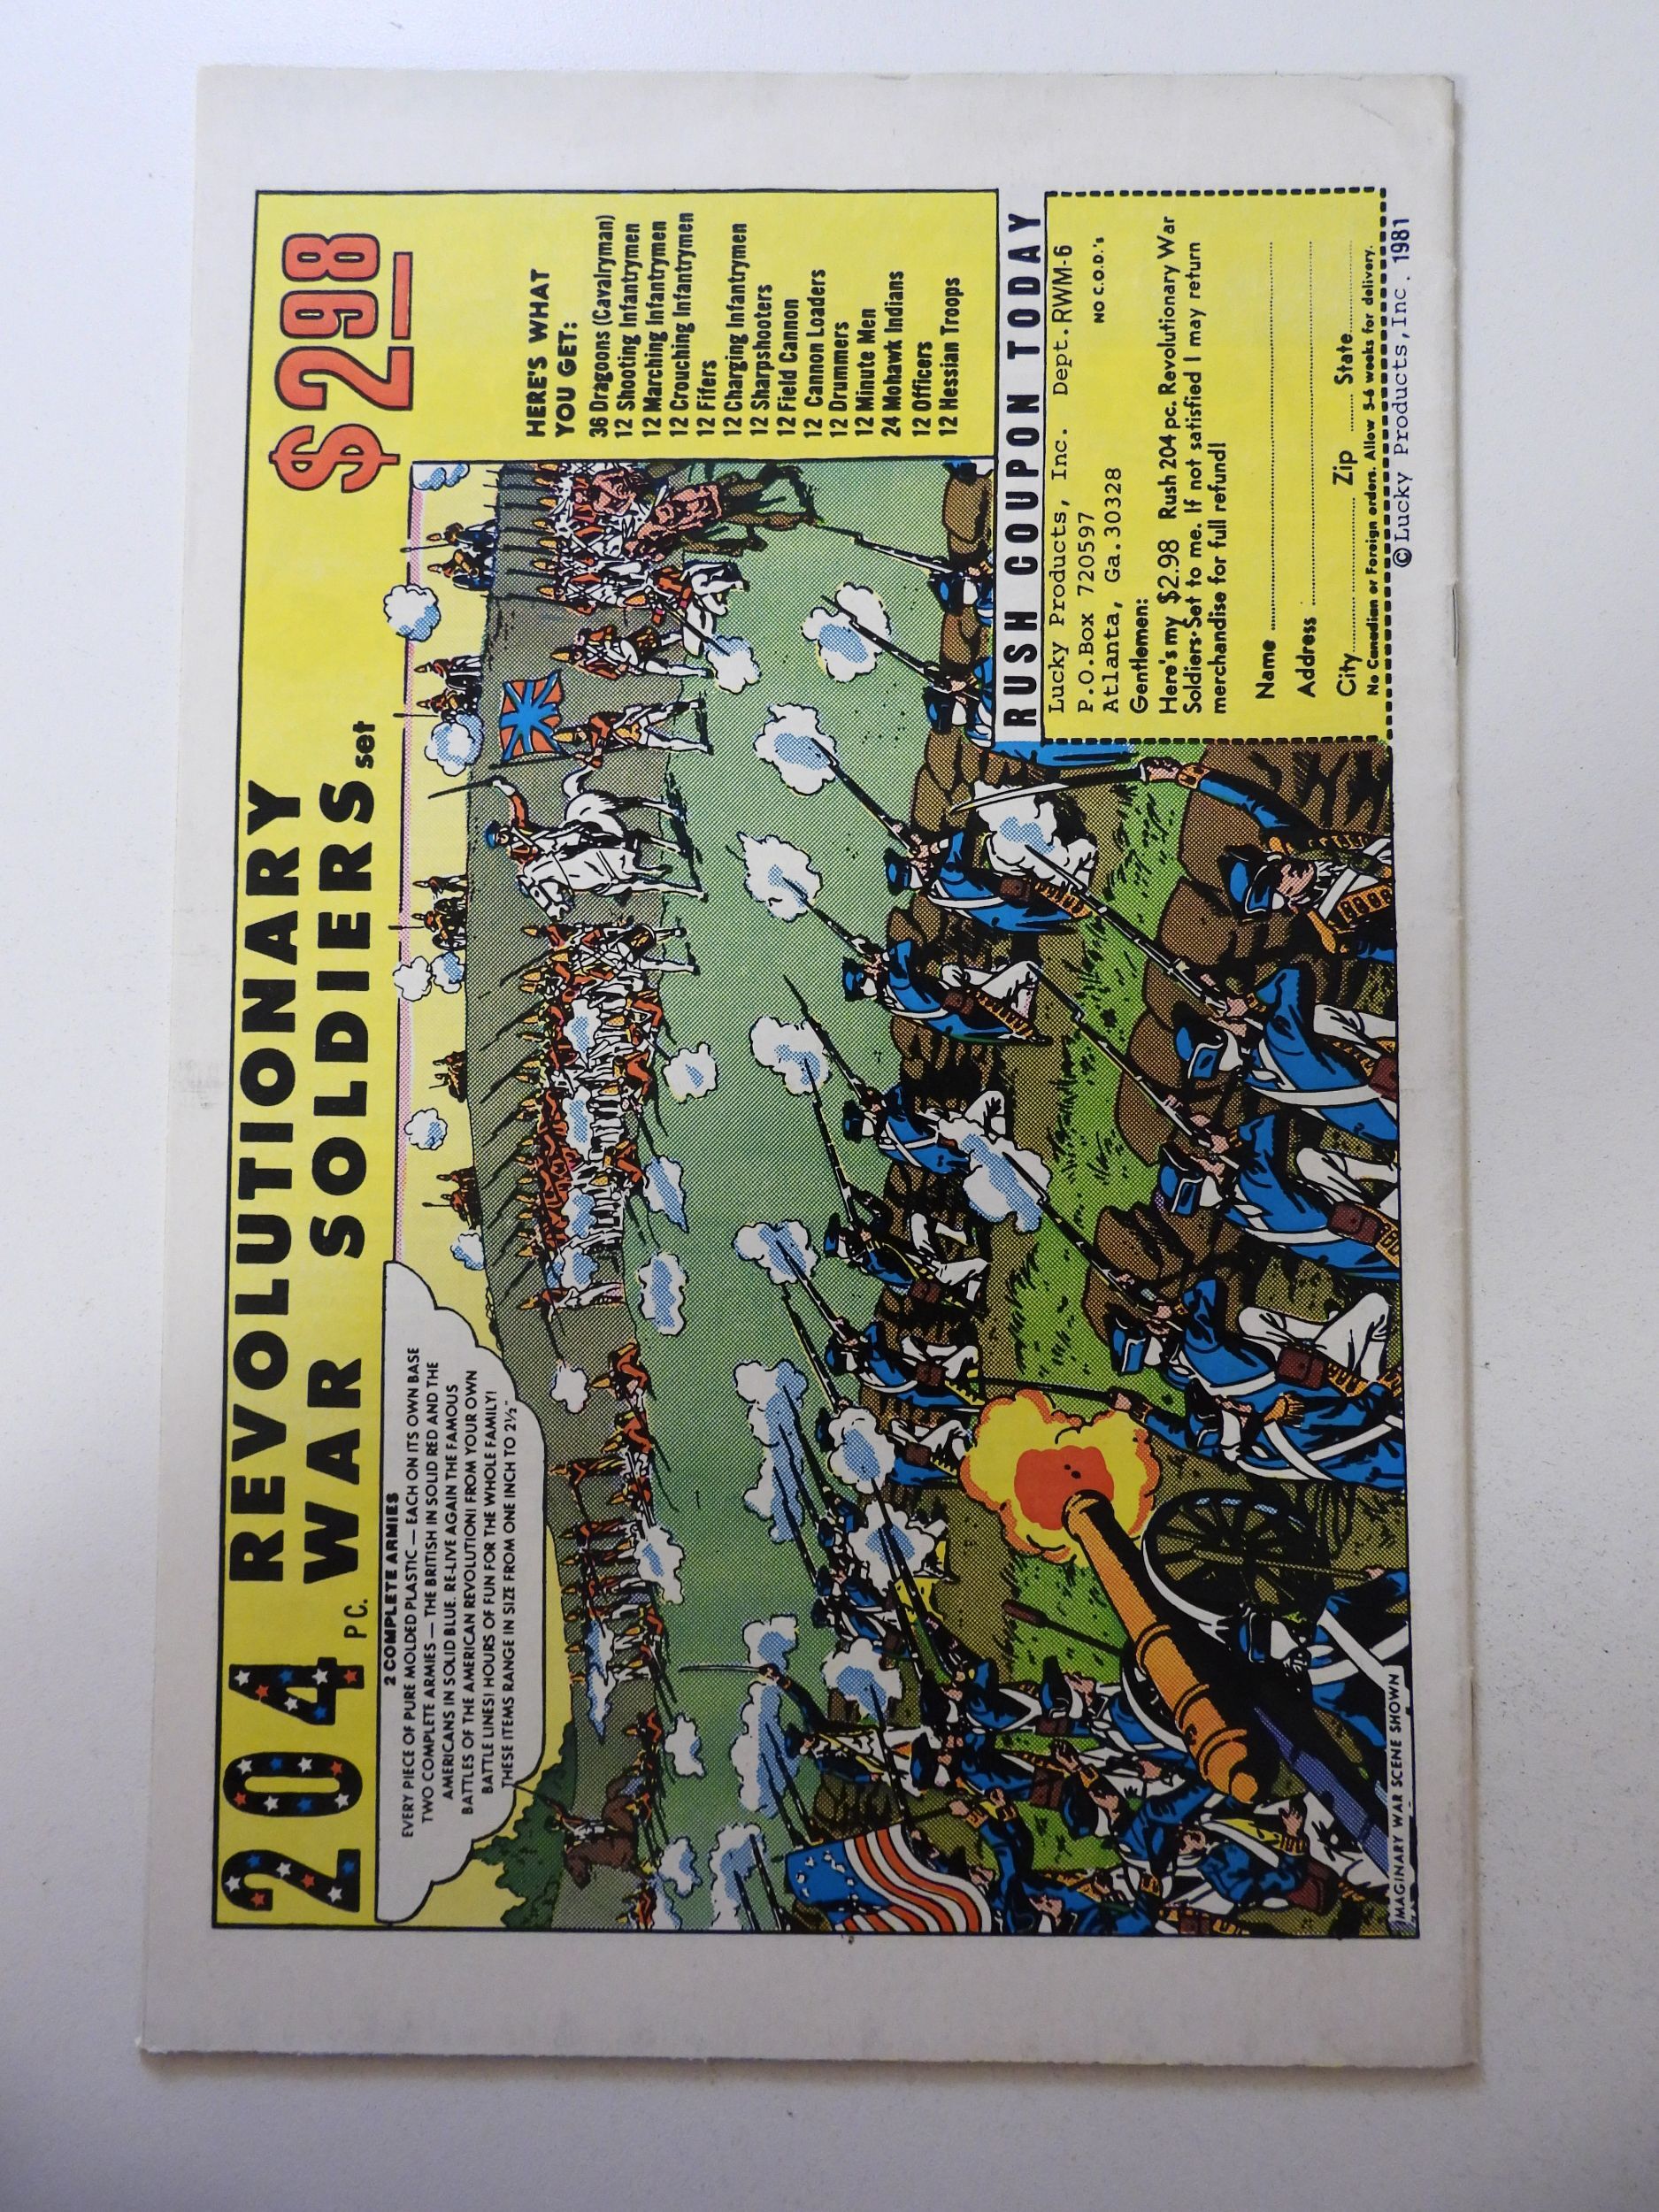 204 PC. REVOLUTIONARY
WAR SOLDIERS set
$2.98
2 COMPLETE ARMIES
EVERY PIECE OF PURE MOLDED PLASTIC — EACH ON ITS OWN BASE
TWO COMPLETE ARMIES — THE BRITISH IN SOLID RED AND THE
AMERICANS IN SOLID BLUE. RE-LIVE AGAIN THE FAMOUS
BATTLES OF THE AMERICAN REVOLUTION! FROM YOUR OWN
BATTLE LINES! HOURS OF FUN FOR THE WHOLE FAMILY!
THESE ITEMS RANGE IN SIZE FROM ONE INCH TO 2½"
HERE'S WHAT
YOU GET:
36 Dragoons (Cavalryman)
12 Shooting Infantrymen
12 Marching Infantrymen
12 Crouching Infantrymen
12 Fifers
12 Charging Infantrymen
12 Sharpshooters
12 Field Cannon
12 Cannon Loaders
12 Drummers
12 Minute Men
24 Mohawk Indians
12 Officers
12 Hessian Troops
RUSH COUPON TODAY
Lucky Products, Inc. Dept. RWM-6
P.O.Box 720597 NO C.O.D.'s
Atlanta, Ga.30328
Gentlemen:
Here's my $2.98 Rush 204 pc. Revolutionary War
Soldiers Set to me. If not satisfied I may return
merchandise for full refund!
Name
Address
City Zip State
No Canadian or Foreign orders. Allow 5-6 weeks for delivery.
IMAGINARY WAR SCENE SHOWN
©Lucky Products,Inc. 1981